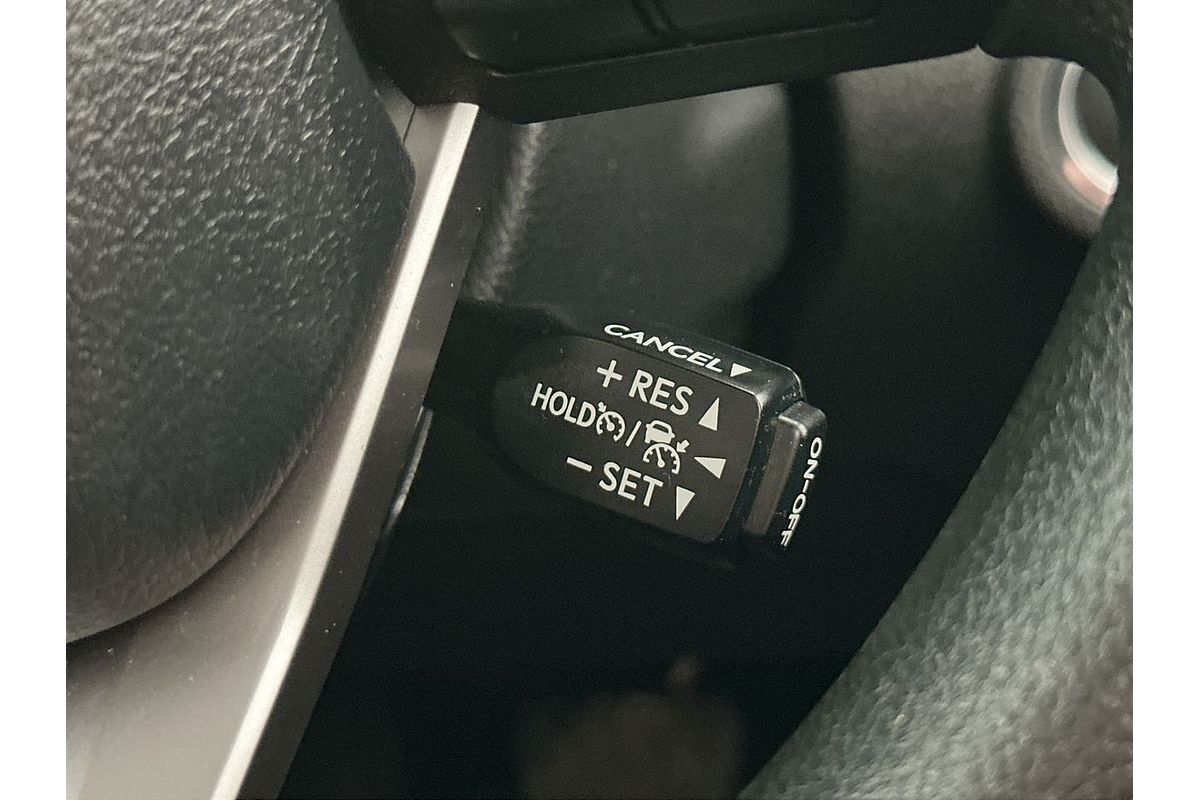 CANCEL▼
+ RES ▲
HOLD / ◀
− SET ▼
ON-OFF